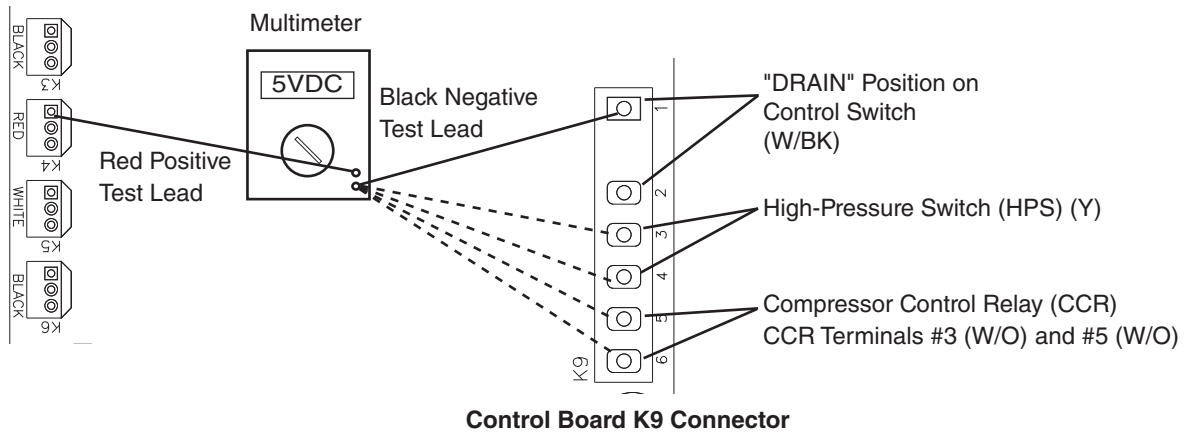 BLACK
K3
RED
K4
WHITE
K5
BLACK
K6
Multimeter
5VDC
Red Positive
Test Lead
Black Negative
Test Lead
1
2
3
4
5
6
K9
"DRAIN" Position on
Control Switch
(W/BK)
High-Pressure Switch (HPS) (Y)
Compressor Control Relay (CCR)
CCR Terminals #3 (W/O) and #5 (W/O)
Control Board K9 Connector